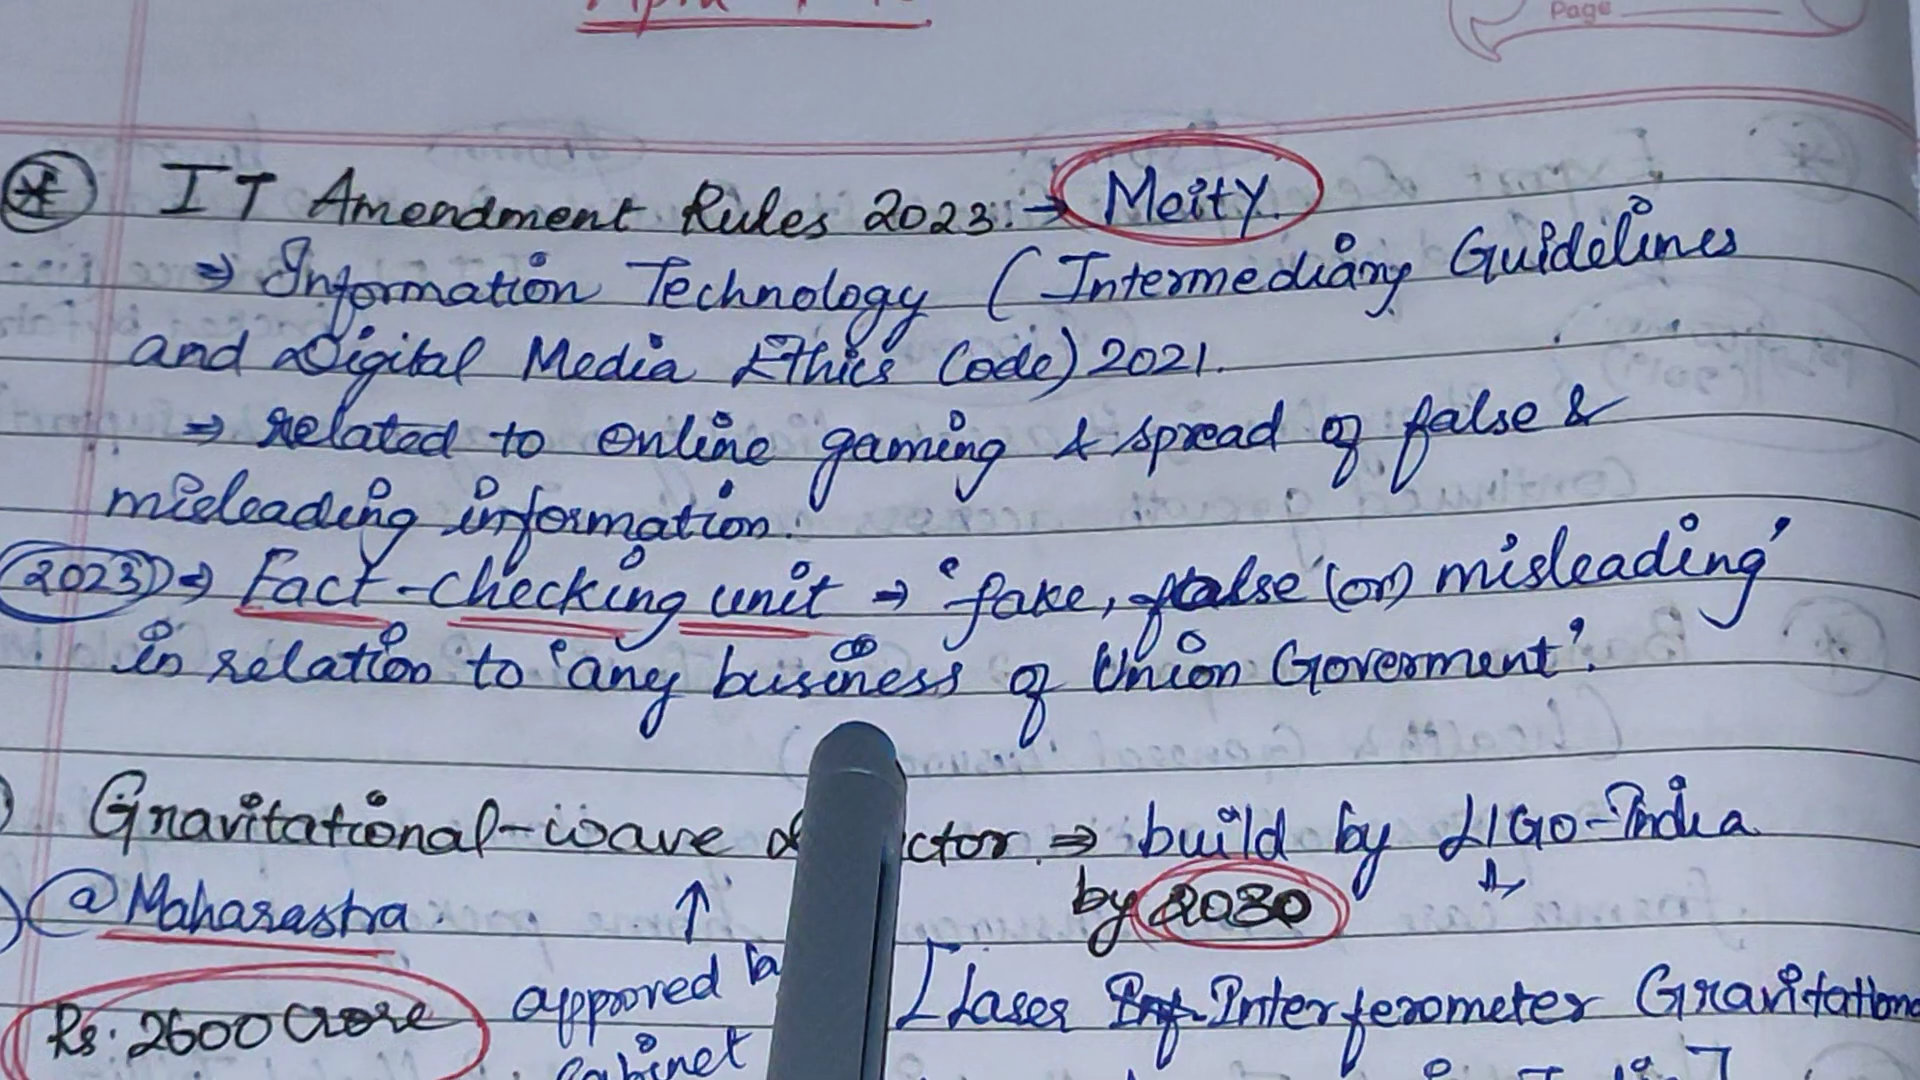 Page
IT Amendment Rules 2023:→ Meity.
⇒ Information Technology (Intermediary Guidelines
and Digital Media Ethics Code) 2021.
⇒ related to online gaming & spread of false &
misleading information.
(2023) ⇒ Fact-checking unit → 'fake, false (or) misleading'
in relation to 'any business of Union Goverment'.
Gravitational-wave ⇒ build by LIGO-India
@Maharastra. ↑ by 2030
Rs. 2600 Crore approved [Laser Interferometer Gravitationa
Cabinet